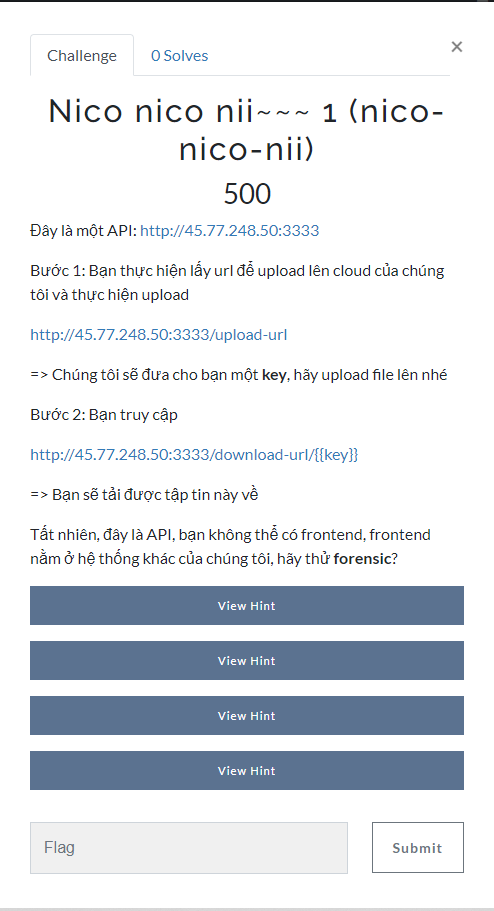 Challenge
0 Solves
×
Nico nico nii~~~ 1 (nico-
nico-nii)
500
Đây là một API: http://45.77.248.50:3333
Bước 1: Bạn thực hiện lấy url để upload lên cloud của chúng
tôi và thực hiện upload
http://45.77.248.50:3333/upload-url
=> Chúng tôi sẽ đưa cho bạn một key, hãy upload file lên nhé
Bước 2: Bạn truy cập
http://45.77.248.50:3333/download-url/{{key}}
=> Bạn sẽ tải được tập tin này về
Tất nhiên, đây là API, bạn không thể có frontend, frontend
nằm ở hệ thống khác của chúng tôi, hãy thử forensic?
View Hint
View Hint
View Hint
View Hint
Flag
Submit